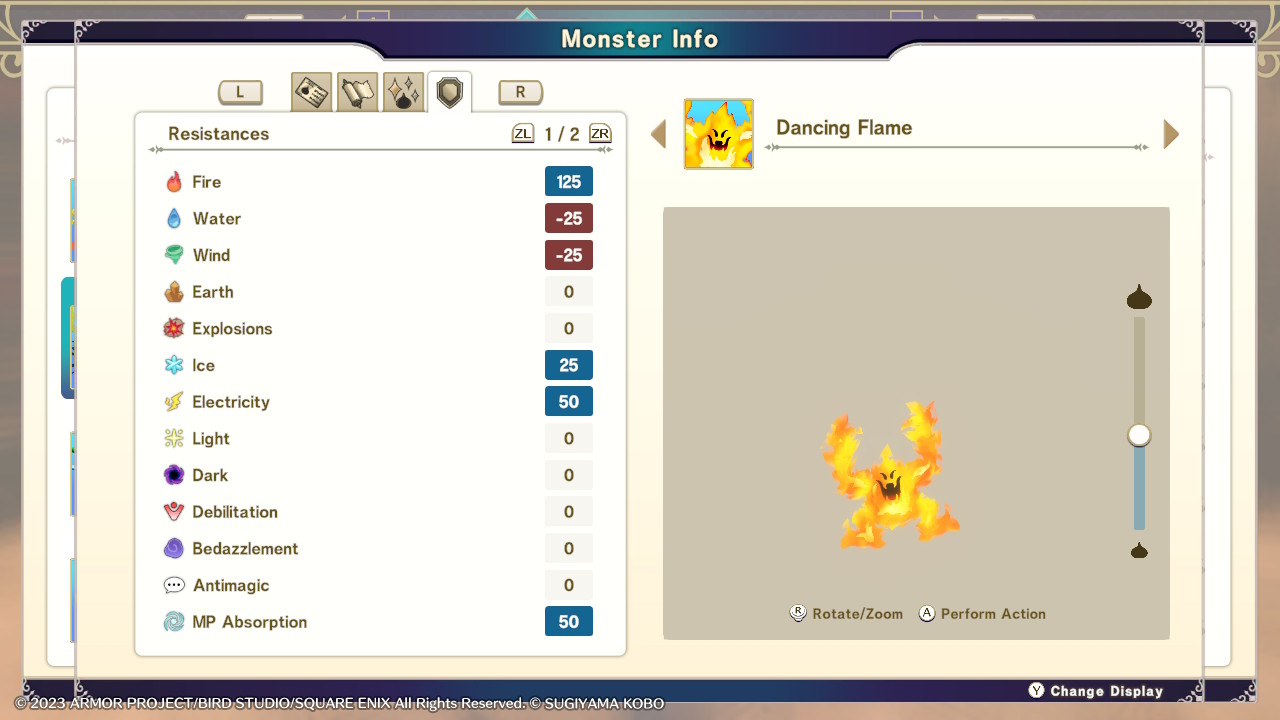 Monster Info
L
R
Resistances
ZL 1 / 2 ZR
Fire 125
Water -25
Wind -25
Earth 0
Explosions 0
Ice 25
Electricity 50
Light 0
Dark 0
Debilitation 0
Bedazzlement 0
Antimagic 0
MP Absorption 50
Dancing Flame
R Rotate/Zoom A Perform Action
Y Change Display
© 2023 ARMOR PROJECT/BIRD STUDIO/SQUARE ENIX All Rights Reserved. © SUGIYAMA KOBO